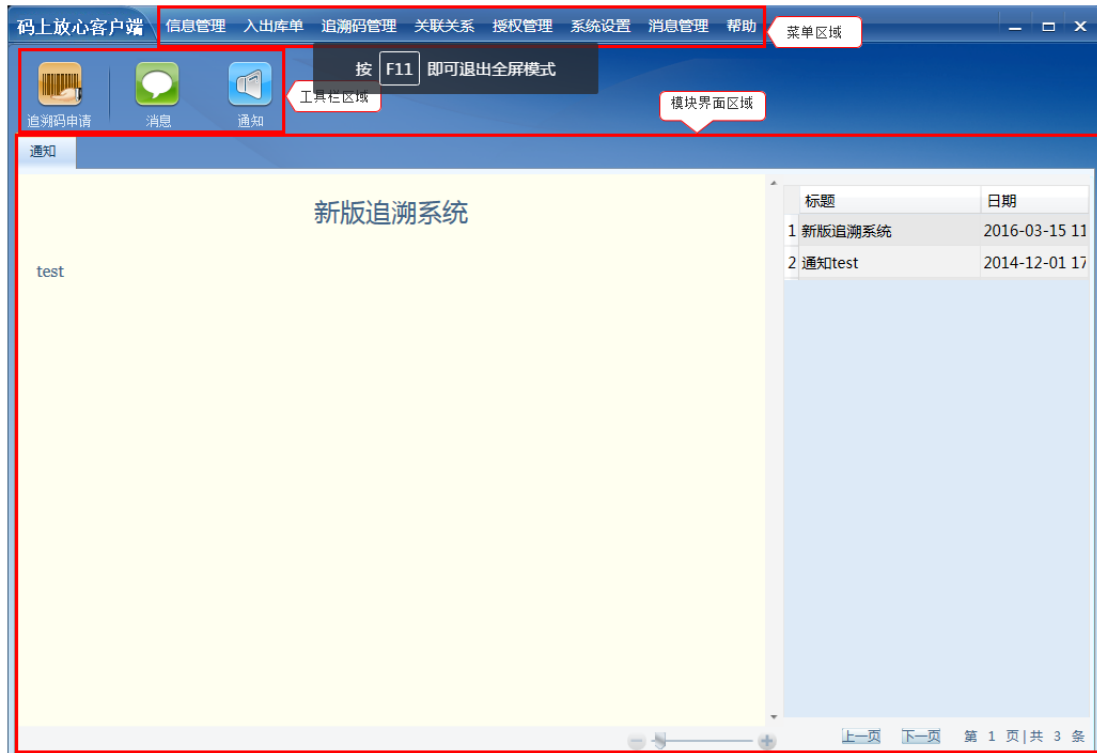 码上放心客户端 信息管理 入出库单 追溯码管理 关联关系 授权管理 系统设置 消息管理 帮助 菜单区域
按 F11 即可退出全屏模式
工具栏区域
模块界面区域
追溯码申请 消息 通知
通知
新版追溯系统
test
标题 日期
1 新版追溯系统 2016-03-15 11
2 通知test 2014-12-01 17
上一页 下一页 第 1 页|共 3 条